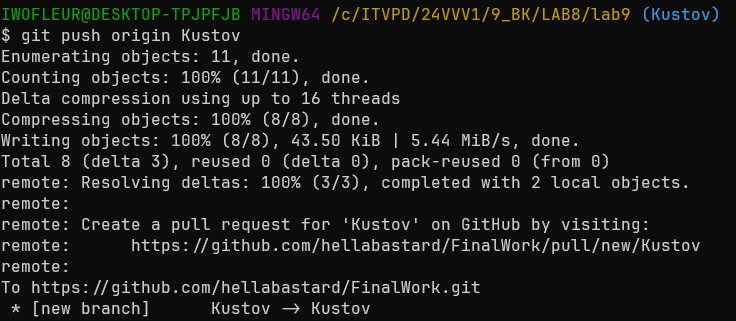 IWOFLEUR@DESKTOP-TPJPFJB MINGW64 /c/ITVPD/24VVV1/9_BK/LAB8/lab9 (Kustov)
$ git push origin Kustov
Enumerating objects: 11, done.
Counting objects: 100% (11/11), done.
Delta compression using up to 16 threads
Compressing objects: 100% (8/8), done.
Writing objects: 100% (8/8), 43.50 KiB | 5.44 MiB/s, done.
Total 8 (delta 3), reused 0 (delta 0), pack-reused 0 (from 0)
remote: Resolving deltas: 100% (3/3), completed with 2 local objects.
remote:
remote: Create a pull request for 'Kustov' on GitHub by visiting:
remote:      https://github.com/hellabastard/FinalWork/pull/new/Kustov
remote:
To https://github.com/hellabastard/FinalWork.git
 * [new branch]      Kustov -> Kustov